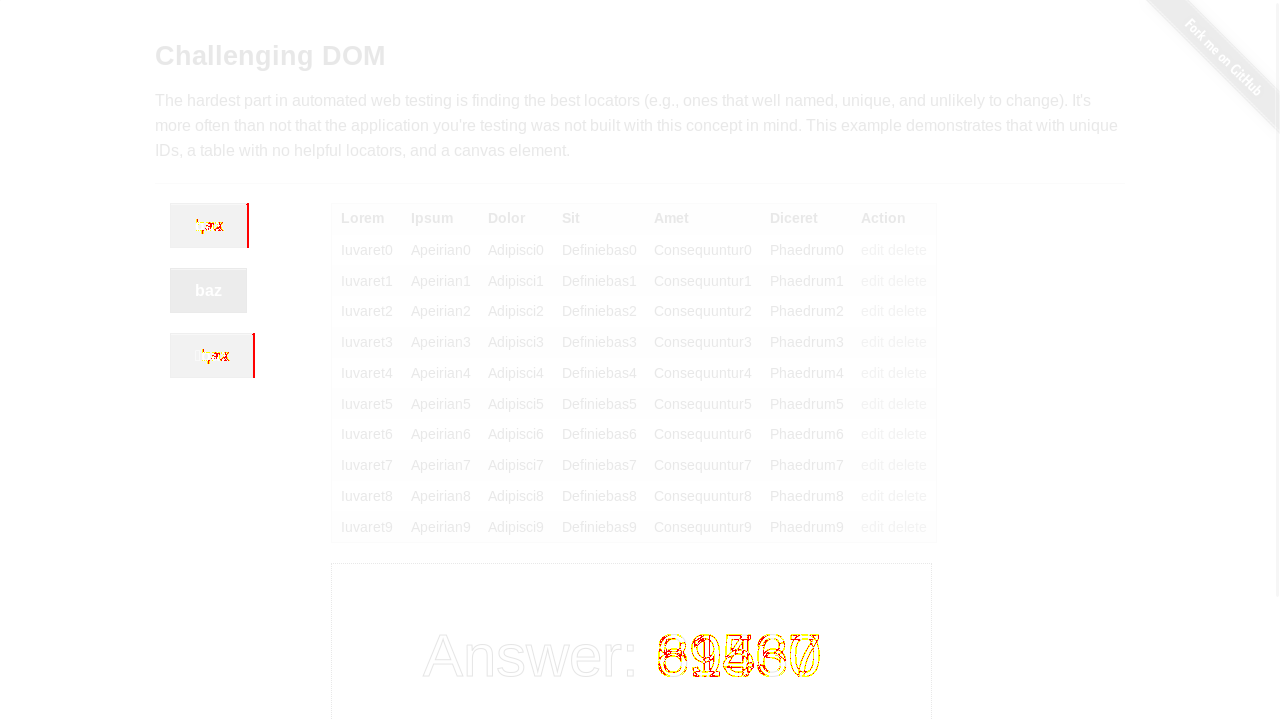 Fork me on GitHub
Challenging DOM
The hardest part in automated web testing is finding the best locators (e.g., ones that well named, unique, and unlikely to change). It's
more often than not that the application you're testing was not built with this concept in mind. This example demonstrates that with unique
IDs, a table with no helpful locators, and a canvas element.
baz
Lorem Ipsum Dolor Sit Amet Diceret Action
Iuvaret0 Apeirian0 Adipisci0 Definiebas0 Consequuntur0 Phaedrum0 edit delete
Iuvaret1 Apeirian1 Adipisci1 Definiebas1 Consequuntur1 Phaedrum1 edit delete
Iuvaret2 Apeirian2 Adipisci2 Definiebas2 Consequuntur2 Phaedrum2 edit delete
Iuvaret3 Apeirian3 Adipisci3 Definiebas3 Consequuntur3 Phaedrum3 edit delete
Iuvaret4 Apeirian4 Adipisci4 Definiebas4 Consequuntur4 Phaedrum4 edit delete
Iuvaret5 Apeirian5 Adipisci5 Definiebas5 Consequuntur5 Phaedrum5 edit delete
Iuvaret6 Apeirian6 Adipisci6 Definiebas6 Consequuntur6 Phaedrum6 edit delete
Iuvaret7 Apeirian7 Adipisci7 Definiebas7 Consequuntur7 Phaedrum7 edit delete
Iuvaret8 Apeirian8 Adipisci8 Definiebas8 Consequuntur8 Phaedrum8 edit delete
Iuvaret9 Apeirian9 Adipisci9 Definiebas9 Consequuntur9 Phaedrum9 edit delete
Answer: